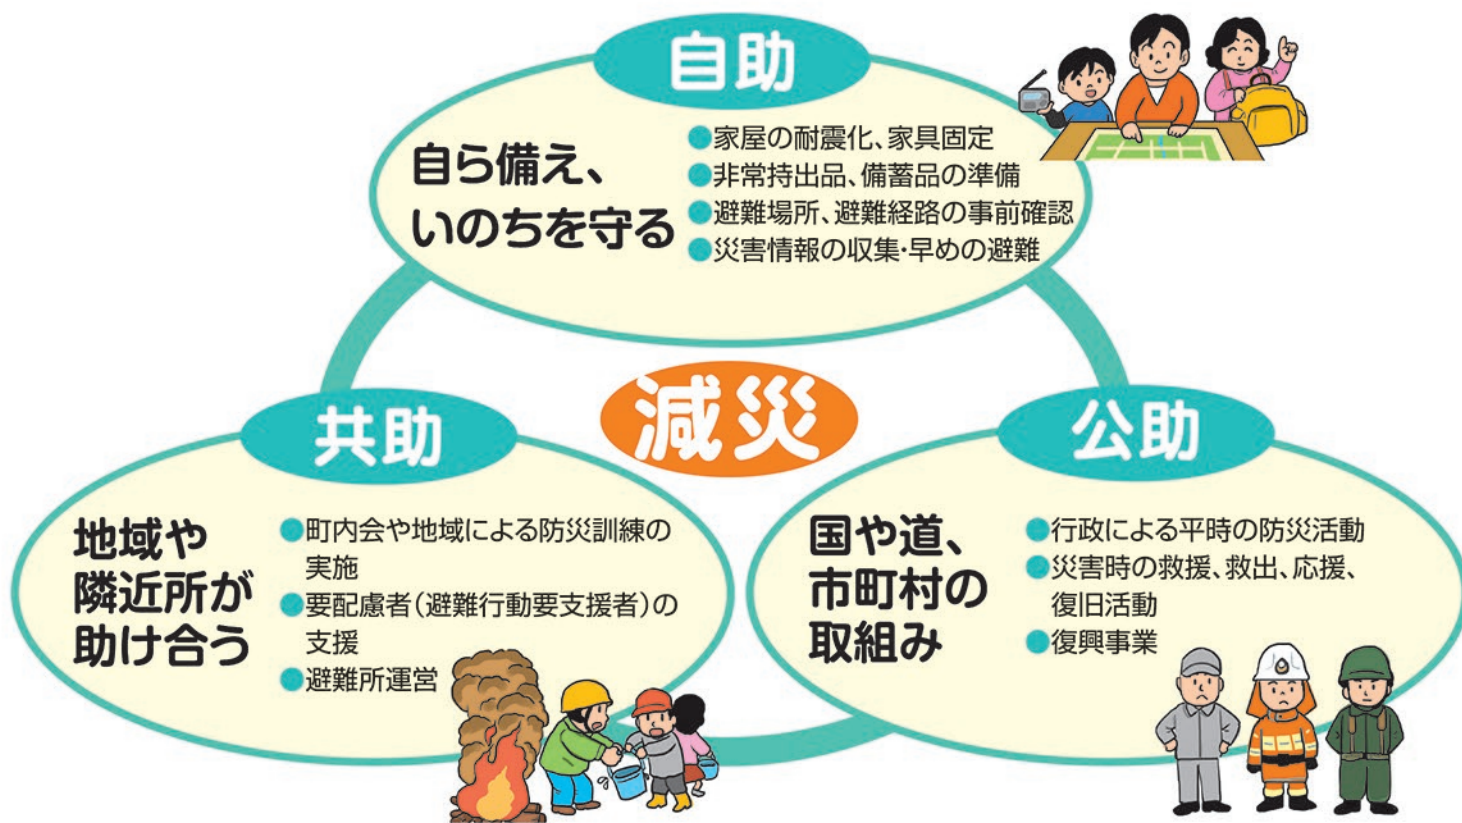 自助
自ら備え、
いのちを守る
●家屋の耐震化、家具固定
●非常持出品、備蓄品の準備
●避難場所、避難経路の事前確認
●災害情報の収集・早めの避難
減災
共助
地域や
隣近所が
助け合う
●町内会や地域による防災訓練の
実施
●要配慮者(避難行動要支援者)の
支援
●避難所運営
公助
国や道、
市町村の
取組み
●行政による平時の防災活動
●災害時の救援、救出、応援、
復旧活動
●復興事業